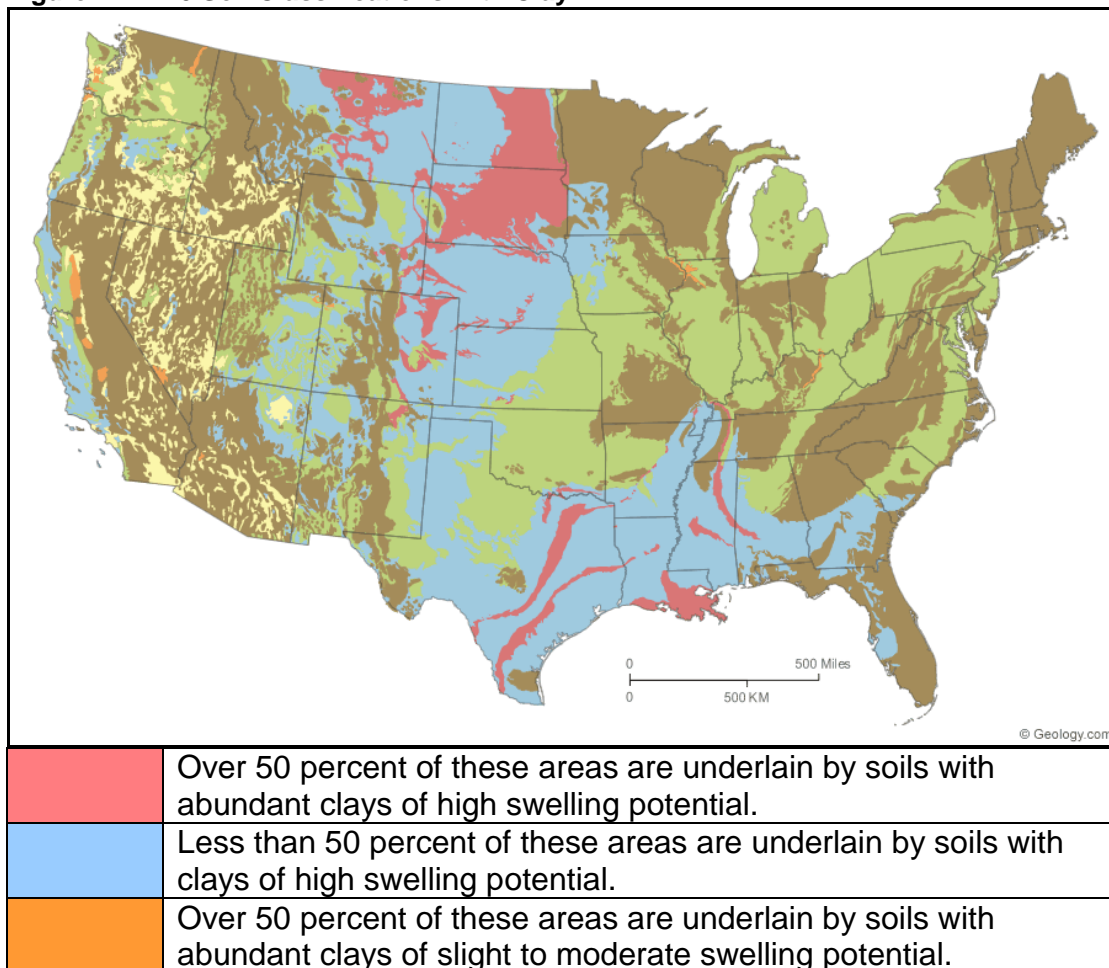 0
500 Miles
0
500 KM
© Geology.com
Over 50 percent of these areas are underlain by soils with
abundant clays of high swelling potential.
Less than 50 percent of these areas are underlain by soils with
clays of high swelling potential.
Over 50 percent of these areas are underlain by soils with
abundant clays of slight to moderate swelling potential.